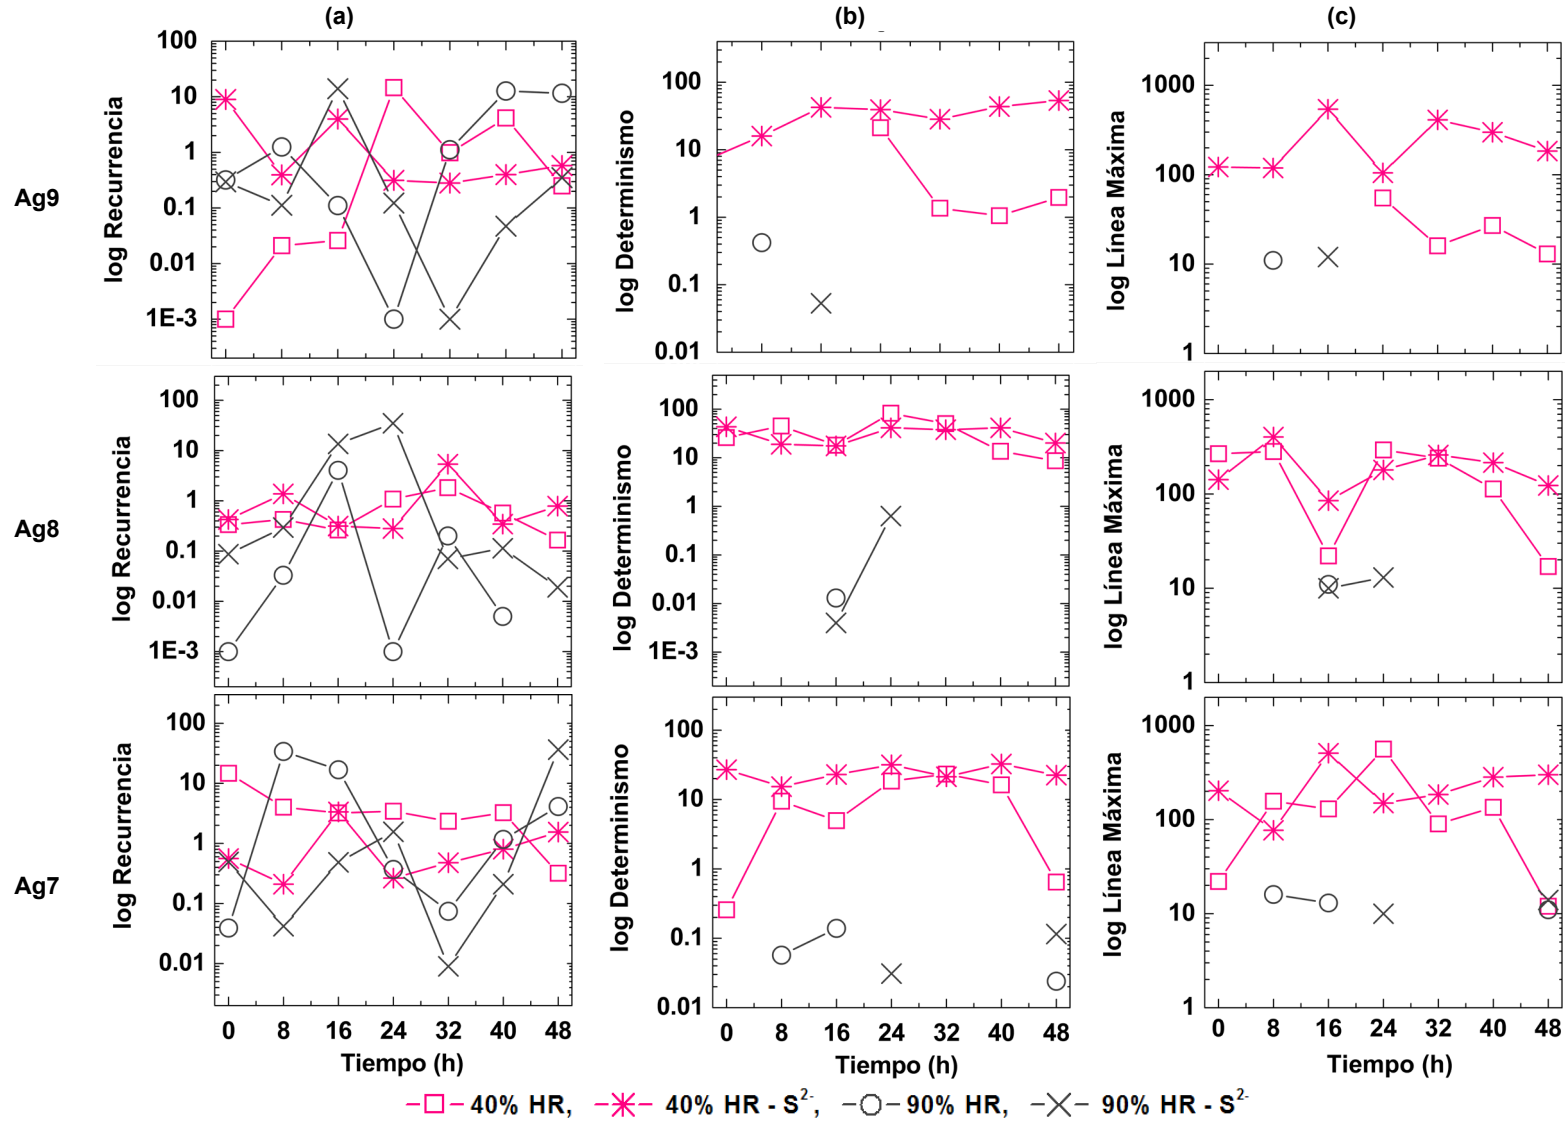 (a)
(b)
(c)
Ag9
log Recurrencia
100
10
1
0.1
0.01
1E-3
log Determinismo
100
10
1
0.1
0.01
log Línea Máxima
1000
100
10
1
Ag8
log Recurrencia
100
10
1
0.1
0.01
1E-3
log Determinismo
100
10
1
0.1
0.01
1E-3
log Línea Máxima
1000
100
10
1
Ag7
log Recurrencia
100
10
1
0.1
0.01
0 8 16 24 32 40 48
Tiempo (h)
log Determinismo
100
10
1
0.1
0.01
0 8 16 24 32 40 48
Tiempo (h)
log Línea Máxima
1000
100
10
1
0 8 16 24 32 40 48
Tiempo (h)
40% HR, 40% HR - S²⁻, 90% HR, 90% HR - S²⁻